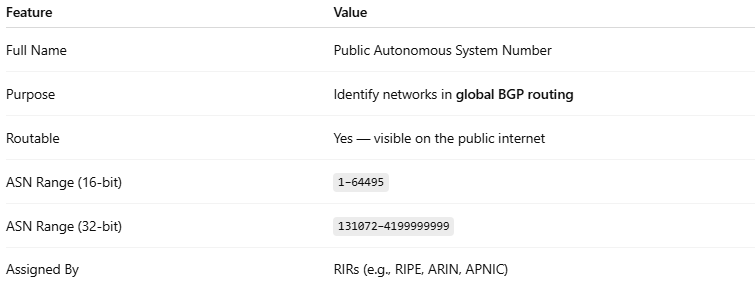 Feature Value
Full Name Public Autonomous System Number
Purpose Identify networks in global BGP routing
Routable Yes — visible on the public internet
ASN Range (16-bit) 1–64495
ASN Range (32-bit) 131072–4199999999
Assigned By RIRs (e.g., RIPE, ARIN, APNIC)